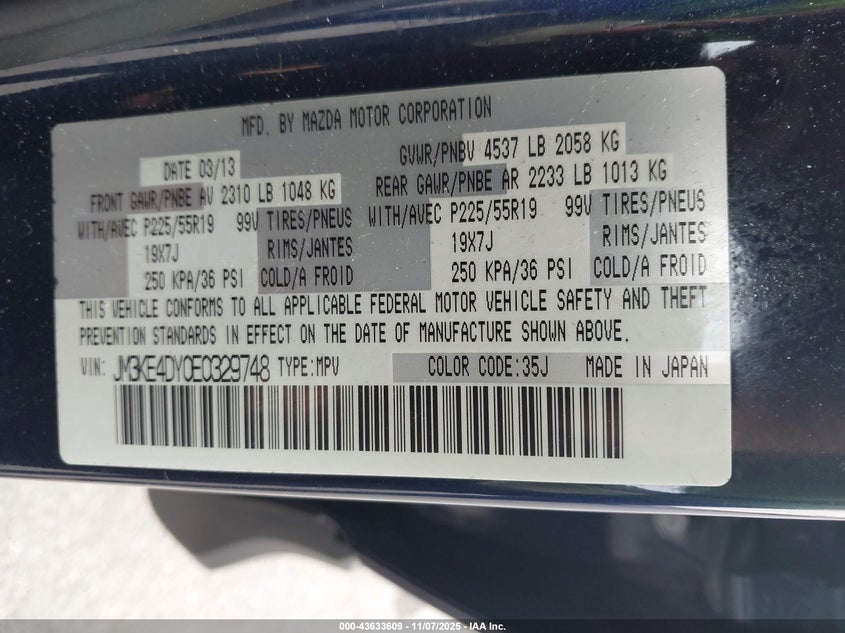 MFD. BY MAZDA MOTOR CORPORATION
DATE 03/13
GVWR/PNBV 4537 LB 2058 KG
FRONT GAWR/PNBE AV 2310 LB 1048 KG
REAR GAWR/PNBE AR 2233 LB 1013 KG
WITH/AVEC P225/55R19 99V TIRES/PNEUS
WITH/AVEC P225/55R19 99V TIRES/PNEUS
19X7J RIMS/JANTES
19X7J RIMS/JANTES
250 KPA/36 PSI COLD/A FROID
250 KPA/36 PSI COLD/A FROID
THIS VEHICLE CONFORMS TO ALL APPLICABLE FEDERAL MOTOR VEHICLE SAFETY AND THEFT
PREVENTION STANDARDS IN EFFECT ON THE DATE OF MANUFACTURE SHOWN ABOVE.
VIN: JM3KE4DY0E0329748 TYPE:MPV COLOR CODE:35J MADE IN JAPAN
000-43633609 - 11/07/2025 - IAA Inc.